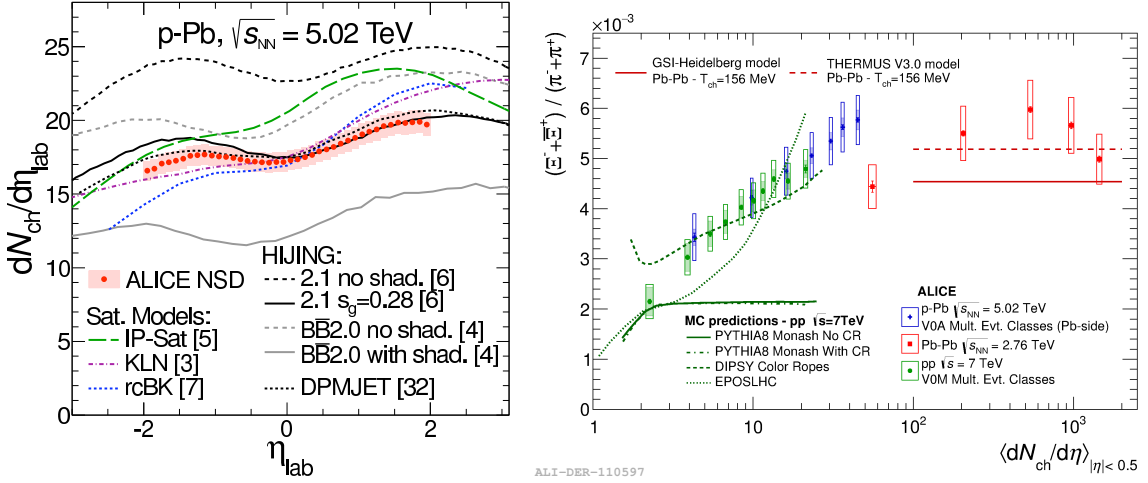 p-Pb, √s_NN = 5.02 TeV
dN_ch/dη_lab
25
20
15
10
5
0
ALICE NSD
Sat. Models:
IP-Sat [5]
KLN [3]
rcBK [7]
HIJING:
2.1 no shad. [6]
2.1 s_g=0.28 [6]
BB̅2.0 no shad. [4]
BB̅2.0 with shad. [4]
DPMJET [32]
-2 0 2
η_lab
×10⁻³
(Ξ⁻+Ξ̅⁺) / (π⁻+π⁺)
7
6
5
4
3
2
1
0
GSI-Heidelberg model
Pb-Pb - T_ch=156 MeV
THERMUS V3.0 model
Pb-Pb - T_ch=156 MeV
MC predictions - pp √s=7TeV
PYTHIA8 Monash No CR
PYTHIA8 Monash With CR
DIPSY Color Ropes
EPOSLHC
ALICE
p-Pb √s_NN = 5.02 TeV
V0A Mult. Evt. Classes (Pb-side)
Pb-Pb √s_NN = 2.76 TeV
pp √s = 7 TeV
V0M Mult. Evt. Classes
1 10 10² 10³
⟨dN_ch/dη⟩_|η|< 0.5
ALI-DER-110597